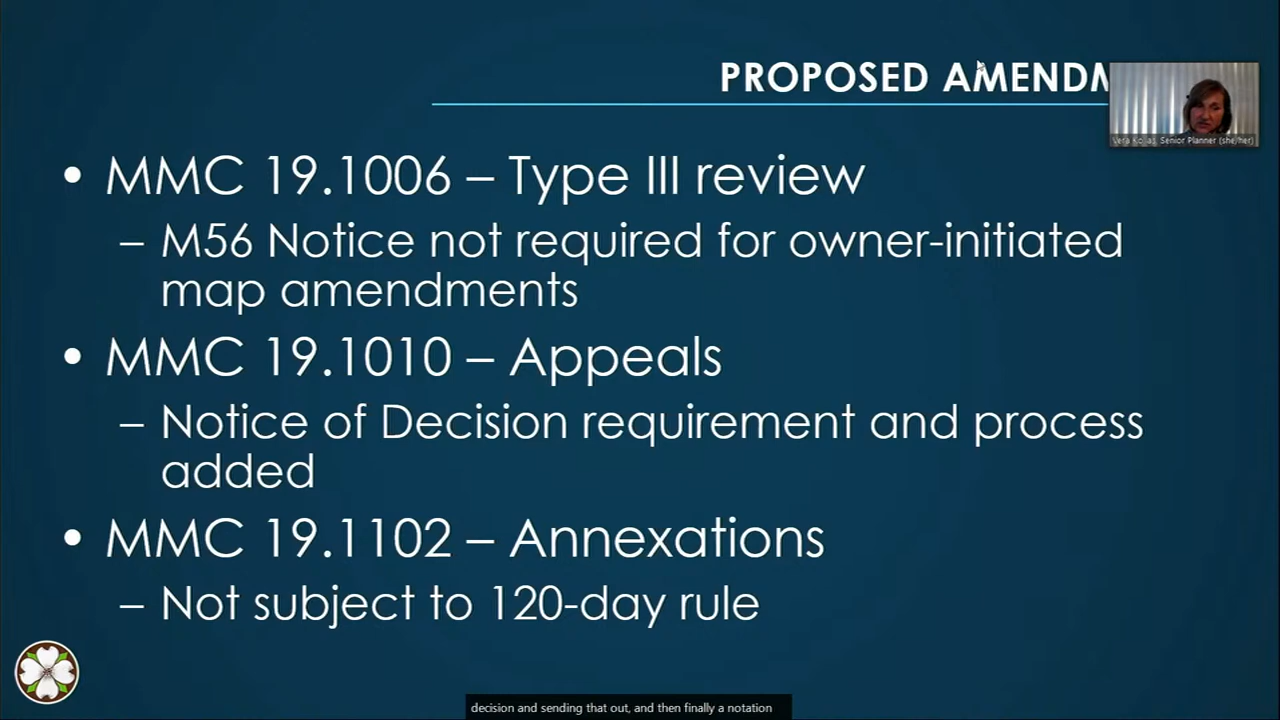 PROPOSED AMENDM
Vera Kolias, Senior Planner (she/her)
• MMC 19.1006 – Type III review
– M56 Notice not required for owner-initiated
map amendments
• MMC 19.1010 – Appeals
– Notice of Decision requirement and process
added
• MMC 19.1102 – Annexations
– Not subject to 120-day rule
decision and sending that out, and then finally a notation